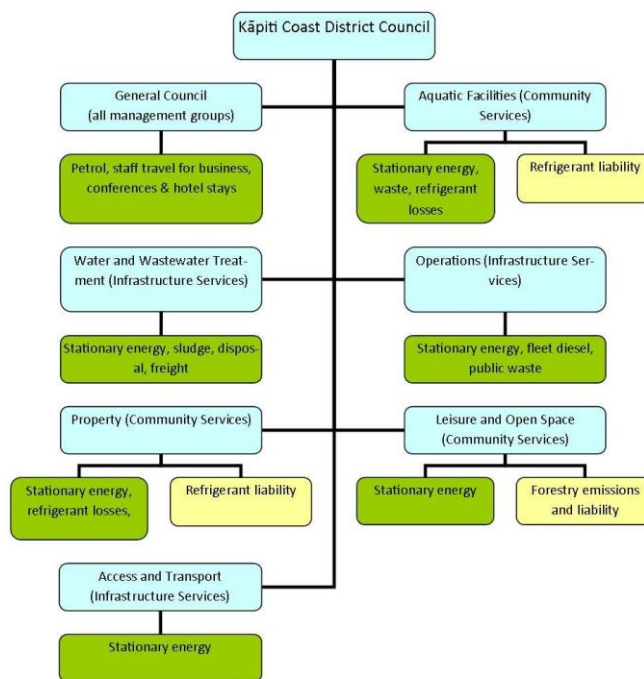 Kāpiti Coast District Council
General Council
(all management groups)
Aquatic Facilities (Community
Services)
Petrol, staff travel for business,
conferences & hotel stays
Stationary energy,
waste, refrigerant
losses
Refrigerant liability
Water and Wastewater Treat-
ment (Infrastructure Services)
Operations (Infrastructure Ser-
vices)
Stationary energy, sludge, dispos-
al, freight
Stationary energy, fleet diesel,
public waste
Property (Community Services)
Leisure and Open Space
(Community Services)
Stationary energy,
refrigerant losses,
Refrigerant liability
Stationary energy
Forestry emissions
and liability
Access and Transport
(Infrastructure Services)
Stationary energy